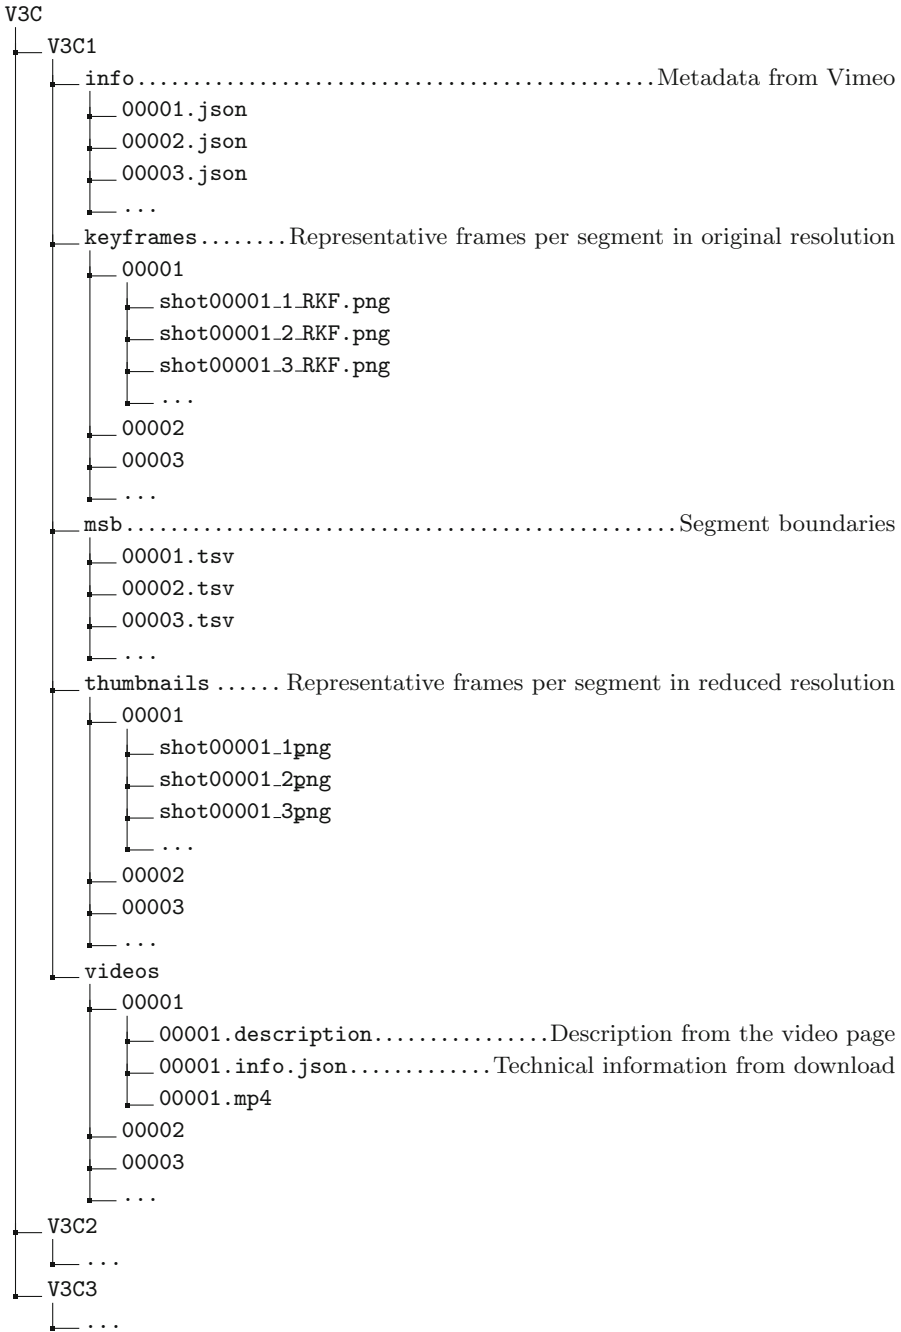 V3C
V3C1
info......................................................Metadata from Vimeo
00001.json
00002.json
00003.json
...
keyframes........Representative frames per segment in original resolution
00001
shot00001_1_RKF.png
shot00001_2_RKF.png
shot00001_3_RKF.png
...
00002
00003
...
msb..................................................Segment boundaries
00001.tsv
00002.tsv
00003.tsv
...
thumbnails ...... Representative frames per segment in reduced resolution
00001
shot00001_1png
shot00001_2png
shot00001_3png
...
00002
00003
...
videos
00001
00001.description................Description from the video page
00001.info.json.............Technical information from download
00001.mp4
00002
00003
...
V3C2
...
V3C3
...